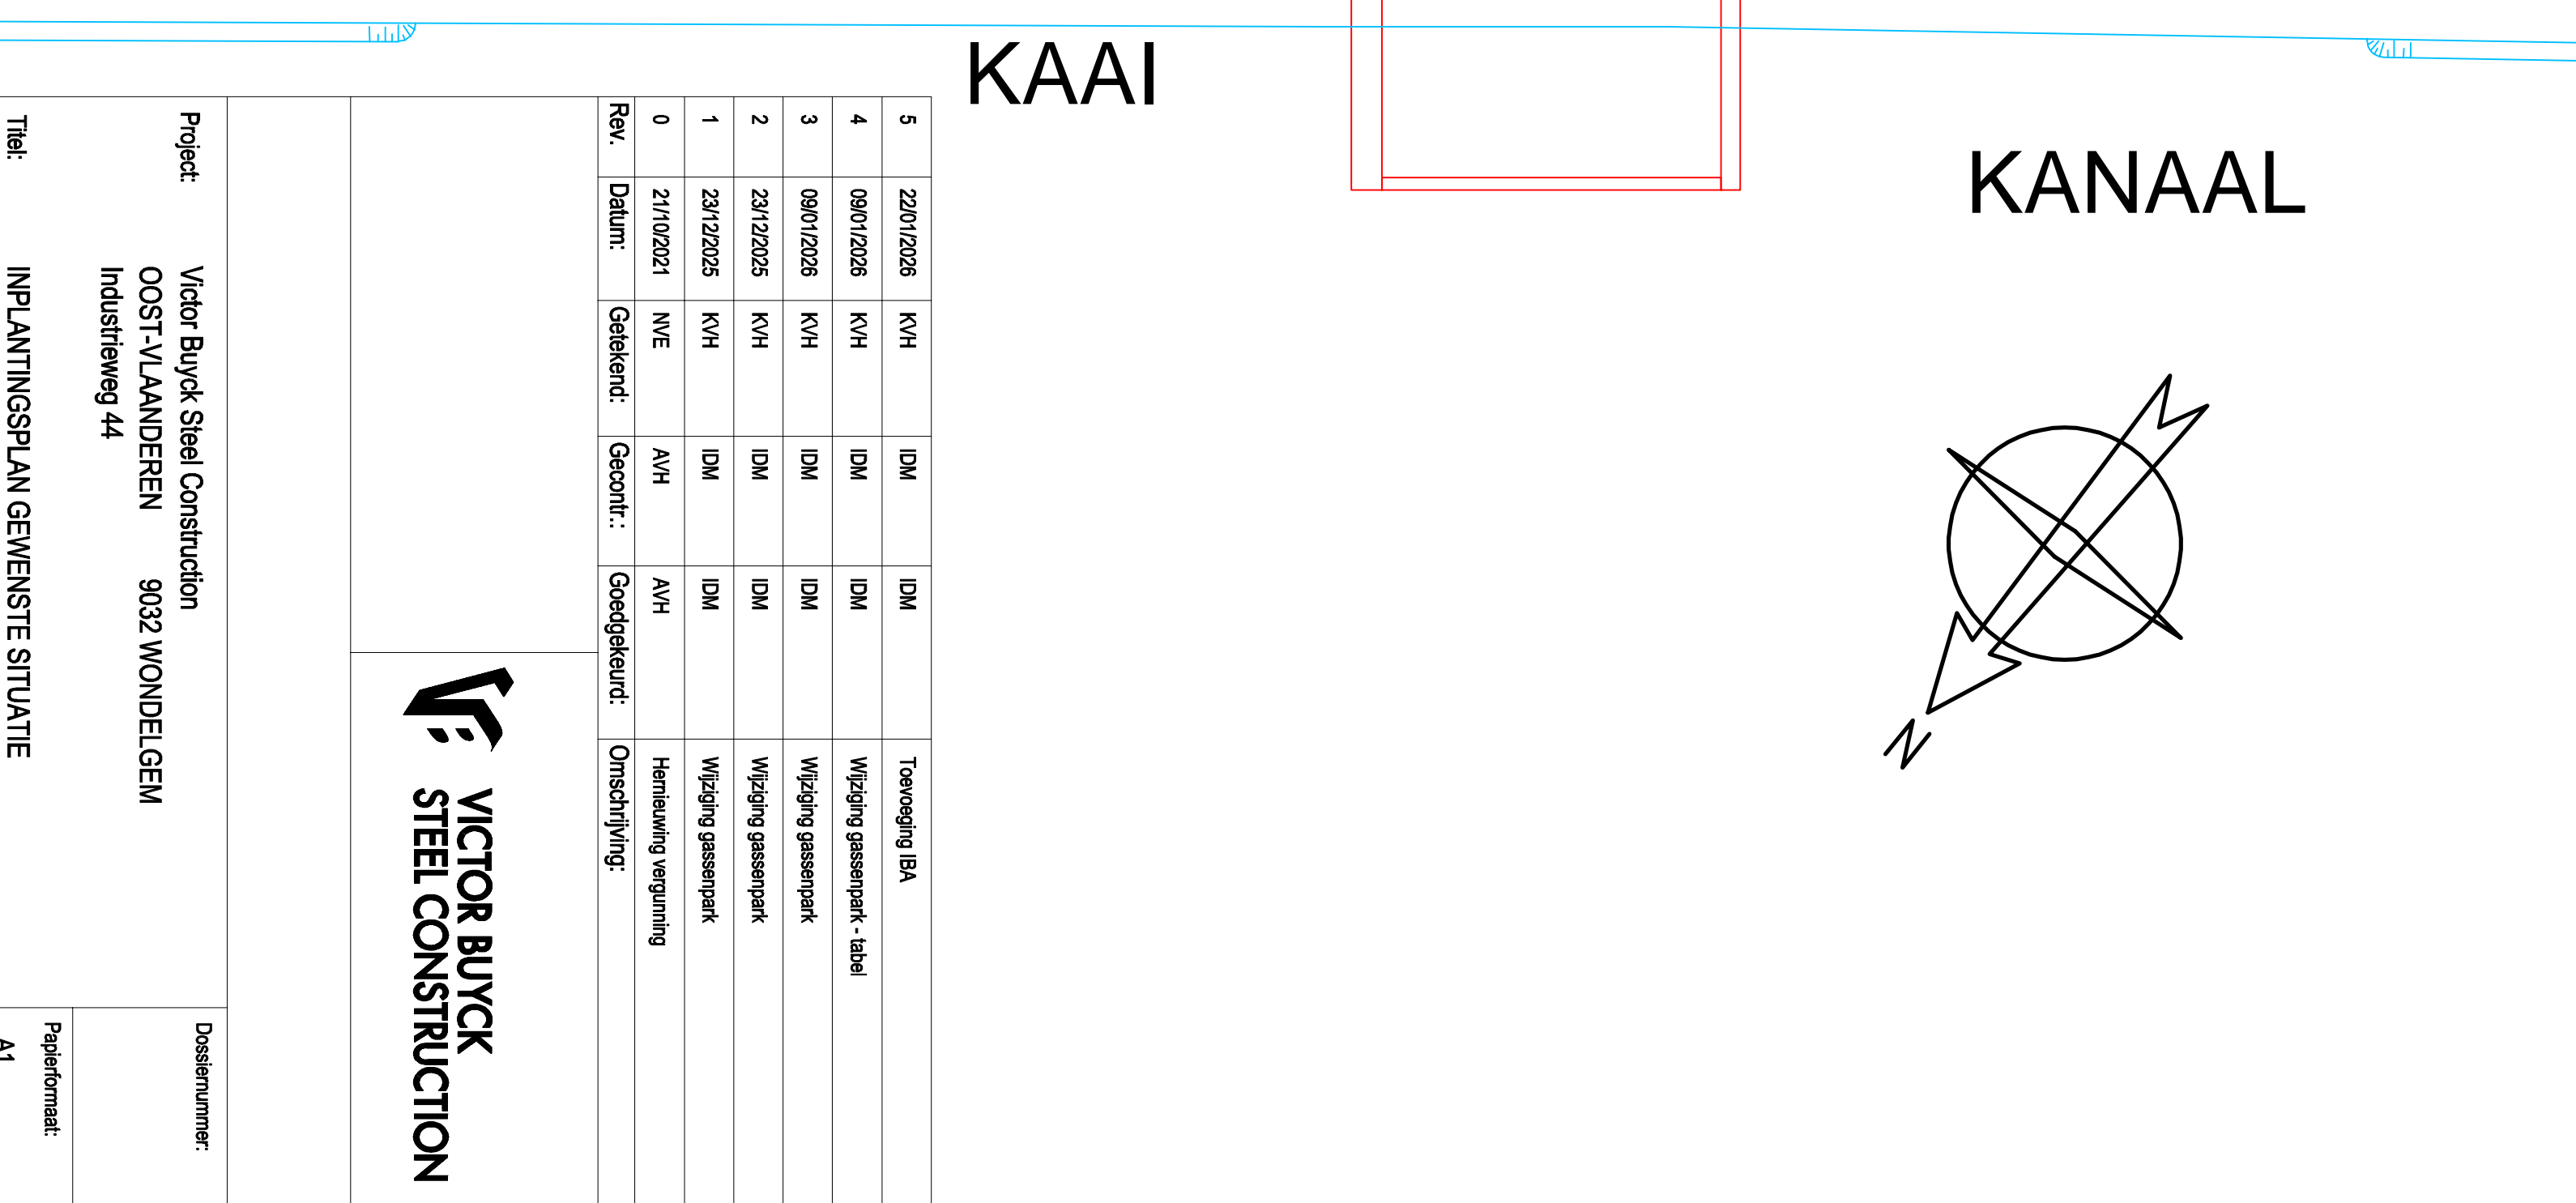 KAAI
KANAAL
N
5 22/01/2026 KVH IDM IDM Toevoeging IBA
4 09/01/2026 KVH IDM IDM Wijziging gassenpark - tabel
3 09/01/2026 KVH IDM IDM Wijziging gassenpark
2 23/12/2025 KVH IDM IDM Wijziging gassenpark
1 23/12/2025 KVH IDM IDM Wijziging gassenpark
0 21/10/2021 NVE AVH AVH Hernieuwing vergunning
Rev. Datum: Getekend: Gecontr.: Goedgekeurd: Omschrijving:
VICTOR BUYCK
STEEL CONSTRUCTION
Project: Victor Buyck Steel Construction
OOST-VLAANDEREN 9032 WONDELGEM
Industrieweg 44
Dossiernummer:
Titel: INPLANTINGSPLAN GEWENSTE SITUATIE
Papierformaat:
A1